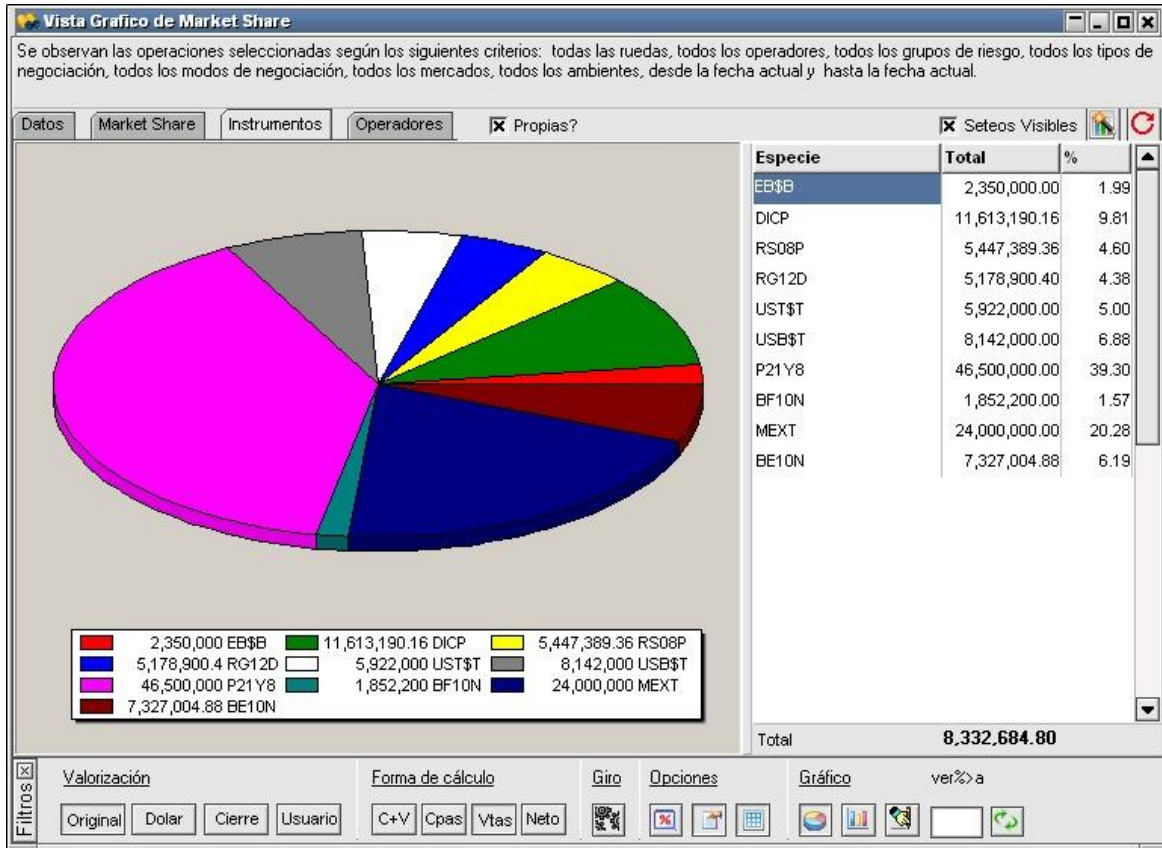 Vista Grafico de Market Share
Se observan las operaciones seleccionadas según los siguientes criterios: todas las ruedas, todos los operadores, todos los grupos de riesgo, todos los tipos de
negociación, todos los modos de negociación, todos los mercados, todos los ambientes, desde la fecha actual y hasta la fecha actual.
Datos Market Share Instrumentos Operadores Propias? Seteos Visibles
Especie Total %
EB$B 2,350,000.00 1.99
DICP 11,613,190.16 9.81
RS08P 5,447,389.36 4.60
RG12D 5,178,900.40 4.38
UST$T 5,922,000.00 5.00
USB$T 8,142,000.00 6.88
P21Y8 46,500,000.00 39.30
BF10N 1,852,200.00 1.57
MEXT 24,000,000.00 20.28
BE10N 7,327,004.88 6.19
2,350,000 EB$B 11,613,190.16 DICP 5,447,389.36 RS08P
5,178,900.4 RG12D 5,922,000 UST$T 8,142,000 USB$T
46,500,000 P21Y8 1,852,200 BF10N 24,000,000 MEXT
7,327,004.88 BE10N
Total 8,332,684.80
Filtros
Valorización Forma de cálculo Giro Opciones Gráfico ver%>a
Original Dolar Cierre Usuario C+V Cpas Vtas Neto